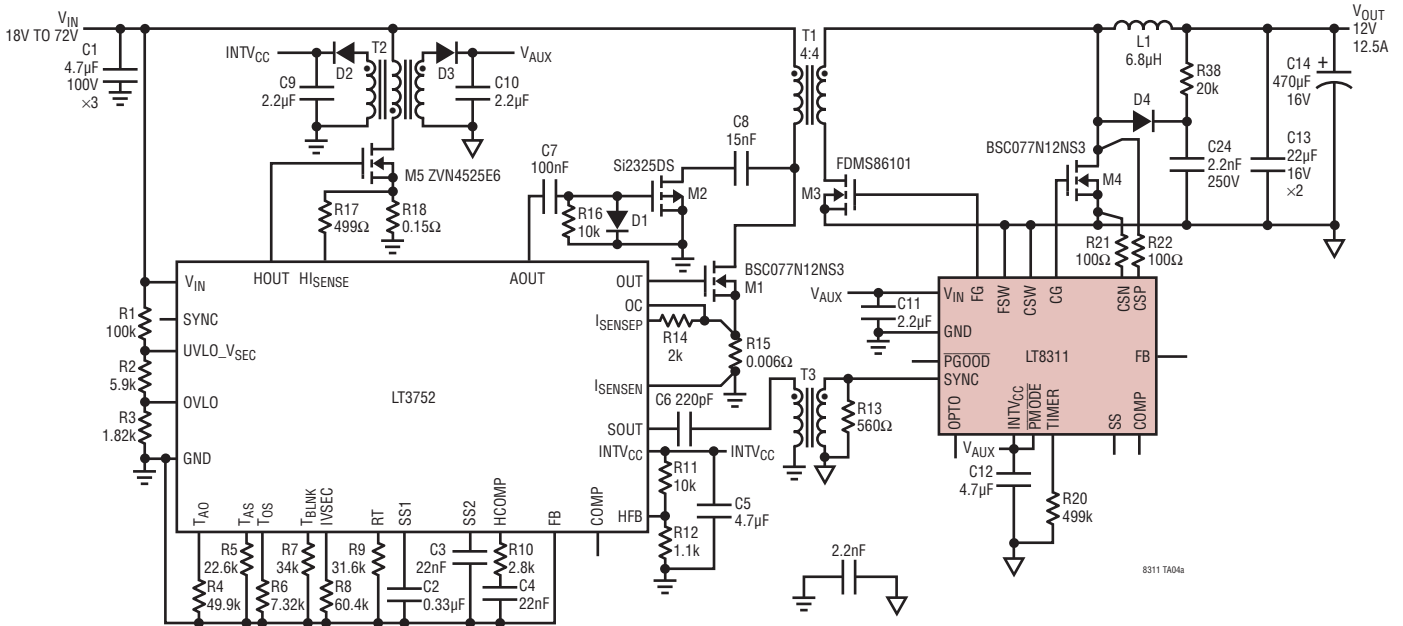 VIN
18V TO 72V
C1
4.7µF
100V
×3
INTVCC
D2
T2
D3
VAUX
C9
2.2µF
C10
2.2µF
M5 ZVN4525E6
R17
499Ω
R18
0.15Ω
C7
100nF
R16
10k
D1
Si2325DS
M2
C8
15nF
T1
4:4
FDMS86101
M3
BSC077N12NS3
M1
BSC077N12NS3
M4
L1
6.8µH
D4
R38
20k
C24
2.2nF
250V
C13
22µF
16V
×2
C14
470µF
16V
+
VOUT
12V
12.5A
R21
100Ω
R22
100Ω
VIN
SYNC
UVLO_VSEC
OVLO
GND
HOUT
HISENSE
AOUT
OUT
OC
ISENSEP
ISENSEN
SOUT
INTVCC
HFB
LT3752
TAO
TAS
TOS
TBLNK
IVSEC
RT
SS1
SS2
HCOMP
FB
COMP
R1
100k
R2
5.9k
R3
1.82k
R4
49.9k
R5
22.6k
R6
7.32k
R7
34k
R8
60.4k
R9
31.6k
C2
0.33µF
C3
22nF
R10
2.8k
C4
22nF
R14
2k
R15
0.006Ω
C6 220pF
T3
R13
560Ω
INTVCC
R11
10k
R12
1.1k
C5
4.7µF
VAUX
C11
2.2µF
VIN
GND
PGOOD
SYNC
FG
FSW
CSW
CG
CSN
CSP
LT8311
FB
OPTO
INTVCC
PMODE
TIMER
SS
COMP
VAUX
C12
4.7µF
R20
499k
2.2nF
8311 TA04a